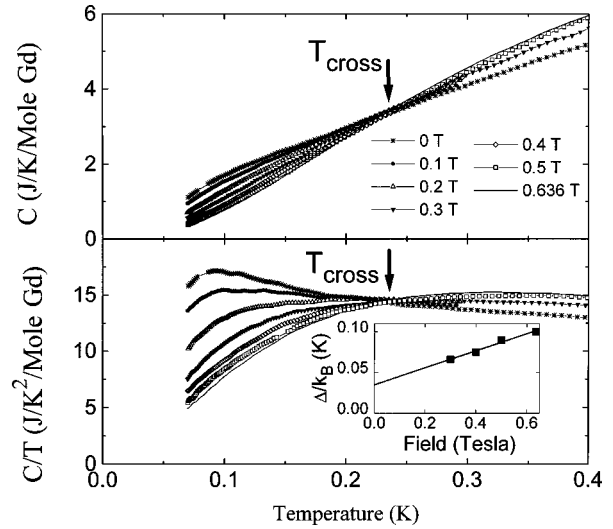 6
4
2
0
C (J/K/Mole Gd)
T_cross
0 T
0.1 T
0.2 T
0.3 T
0.4 T
0.5 T
0.636 T
20
15
10
5
0
C/T (J/K²/Mole Gd)
T_cross
0.10
0.05
0.00
Δ/k_B (K)
0.0 0.2 0.4 0.6
Field (Tesla)
0.0 0.1 0.2 0.3 0.4
Temperature (K)